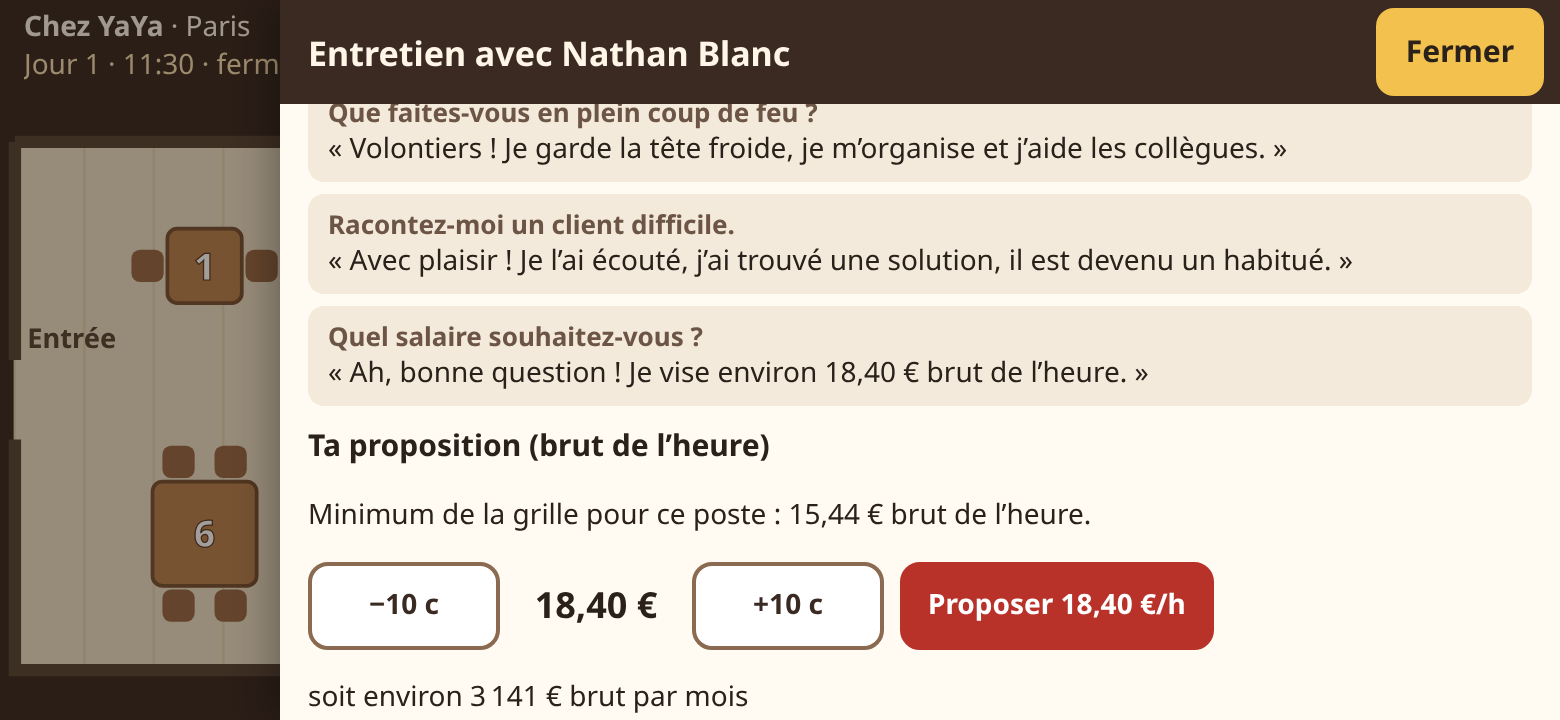 Chez YaYa · Paris
Jour 1 · 11:30 · ferm
1
Entrée
6
Entretien avec Nathan Blanc
Fermer
Que faites-vous en plein coup de feu ?
« Volontiers ! Je garde la tête froide, je m’organise et j’aide les collègues. »
Racontez-moi un client difficile.
« Avec plaisir ! Je l’ai écouté, j’ai trouvé une solution, il est devenu un habitué. »
Quel salaire souhaitez-vous ?
« Ah, bonne question ! Je vise environ 18,40 € brut de l’heure. »
Ta proposition (brut de l’heure)
Minimum de la grille pour ce poste : 15,44 € brut de l’heure.
−10 c
18,40 €
+10 c
Proposer 18,40 €/h
soit environ 3 141 € brut par mois